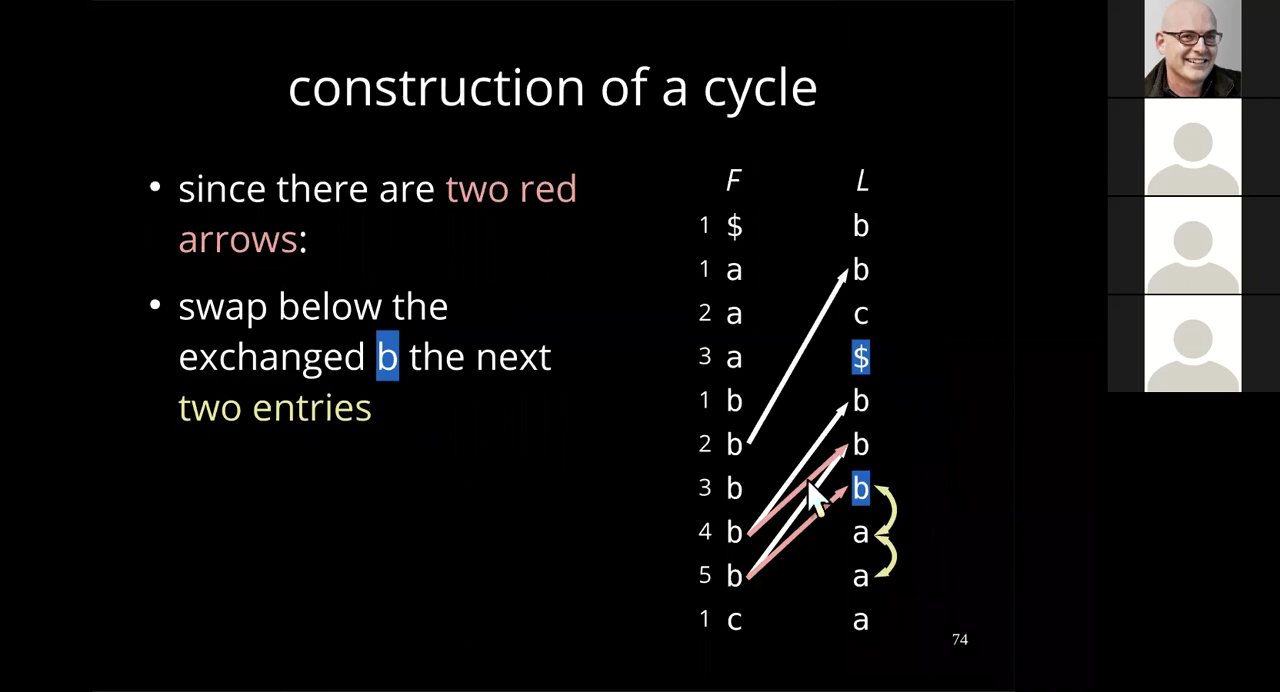 construction of a cycle
• since there are two red
arrows:
• swap below the
exchanged b the next
two entries
F L
1 $ b
1 a b
2 a c
3 a $
1 b b
2 b b
3 b b
4 b a
5 b a
1 c a
74